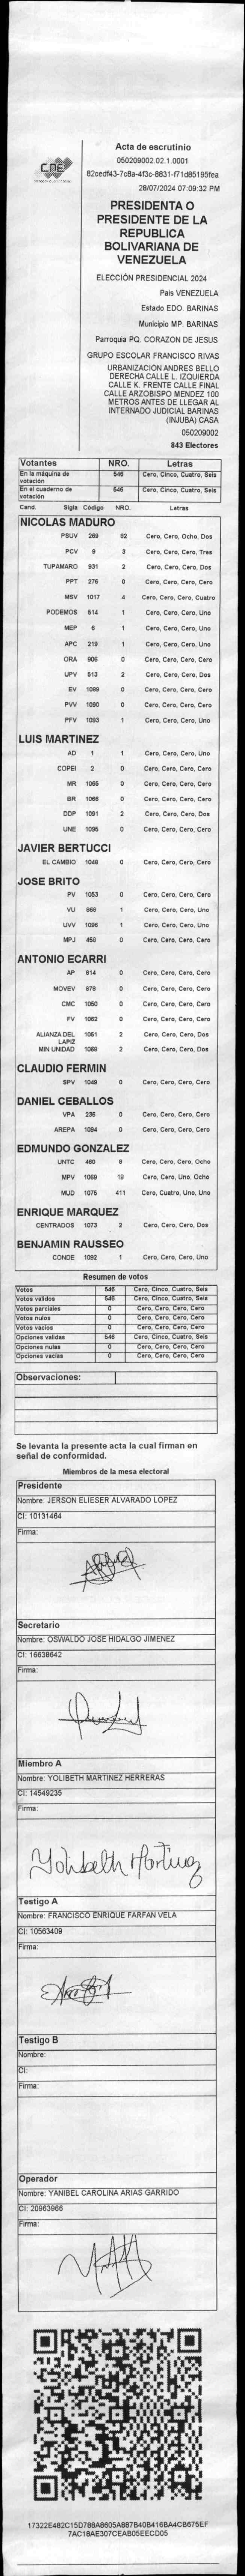 CNE
Acta de escrutinio
050209002.02.1.0001
82cedf43-7c8a-4f3c-8831-f71d85195fea
28/07/2024 07:09:32 PM
PRESIDENTA O
PRESIDENTE DE LA
REPUBLICA
BOLIVARIANA DE
VENEZUELA
ELECCIÓN PRESIDENCIAL 2024
Pais VENEZUELA
Estado EDO. BARINAS
Municipio MP. BARINAS
Parroquia PQ. CORAZON DE JESUS
GRUPO ESCOLAR FRANCISCO RIVAS
URBANIZACIÓN ANDRES BELLO
DERECHA CALLE L. IZQUIERDA
CALLE K. FRENTE CALLE FINAL
CALLE ARZOBISPO MENDEZ 100
METROS ANTES DE LLEGAR AL
INTERNADO JUDICIAL BARINAS
(INJUBA) CASA
050209002
843 Electores
Votantes NRO. Letras
En la máquina de votación 546 Cero, Cinco, Cuatro, Seis
En el cuaderno de votación 546 Cero, Cinco, Cuatro, Seis
Cand. Sigla Código NRO. Letras
NICOLAS MADURO
PSUV 269 82 Cero, Cero, Ocho, Dos
PCV 9 3 Cero, Cero, Cero, Tres
TUPAMARO 931 2 Cero, Cero, Cero, Dos
PPT 276 0 Cero, Cero, Cero, Cero
MSV 1017 4 Cero, Cero, Cero, Cuatro
PODEMOS 514 1 Cero, Cero, Cero, Uno
MEP 6 1 Cero, Cero, Cero, Uno
APC 219 1 Cero, Cero, Cero, Uno
ORA 906 0 Cero, Cero, Cero, Cero
UPV 513 2 Cero, Cero, Cero, Dos
EV 1089 0 Cero, Cero, Cero, Cero
PVV 1090 0 Cero, Cero, Cero, Cero
PFV 1093 1 Cero, Cero, Cero, Uno
LUIS MARTINEZ
AD 1 1 Cero, Cero, Cero, Uno
COPEI 2 0 Cero, Cero, Cero, Cero
MR 1065 0 Cero, Cero, Cero, Cero
BR 1066 0 Cero, Cero, Cero, Cero
DDP 1091 2 Cero, Cero, Cero, Dos
UNE 1095 0 Cero, Cero, Cero, Cero
JAVIER BERTUCCI
EL CAMBIO 1046 0 Cero, Cero, Cero, Cero
JOSE BRITO
PV 1053 0 Cero, Cero, Cero, Cero
VU 868 1 Cero, Cero, Cero, Uno
UVV 1096 1 Cero, Cero, Cero, Uno
MPJ 458 0 Cero, Cero, Cero, Cero
ANTONIO ECARRI
AP 814 0 Cero, Cero, Cero, Cero
MOVEV 878 0 Cero, Cero, Cero, Cero
CMC 1050 0 Cero, Cero, Cero, Cero
FV 1062 0 Cero, Cero, Cero, Cero
ALIANZA DEL LAPIZ 1051 2 Cero, Cero, Cero, Dos
MIN UNIDAD 1068 2 Cero, Cero, Cero, Dos
CLAUDIO FERMIN
SPV 1049 0 Cero, Cero, Cero, Cero
DANIEL CEBALLOS
VPA 236 0 Cero, Cero, Cero, Cero
AREPA 1094 0 Cero, Cero, Cero, Cero
EDMUNDO GONZALEZ
UNTC 460 8 Cero, Cero, Cero, Ocho
MPV 1069 18 Cero, Cero, Uno, Ocho
MUD 1075 411 Cero, Cuatro, Uno, Uno
ENRIQUE MARQUEZ
CENTRADOS 1073 2 Cero, Cero, Cero, Dos
BENJAMIN RAUSSEO
CONDE 1092 1 Cero, Cero, Cero, Uno
Resumen de votos
Votos 546 Cero, Cinco, Cuatro, Seis
Votos validos 546 Cero, Cinco, Cuatro, Seis
Votos parciales 0 Cero, Cero, Cero, Cero
Votos nulos 0 Cero, Cero, Cero, Cero
Votos vacios 0 Cero, Cero, Cero, Cero
Opciones validas 546 Cero, Cinco, Cuatro, Seis
Opciones nulas 0 Cero, Cero, Cero, Cero
Opciones vacias 0 Cero, Cero, Cero, Cero
Observaciones:
Se levanta la presente acta la cual firman en
señal de conformidad.
Miembros de la mesa electoral
Presidente
Nombre: JERSON ELIESER ALVARADO LOPEZ
CI: 10131464
Firma:
Secretario
Nombre: OSWALDO JOSE HIDALGO JIMENEZ
CI: 16638642
Firma:
Miembro A
Nombre: YOLIBETH MARTINEZ HERRERAS
CI: 14549235
Firma:
Yolibeth Martinez
Testigo A
Nombre: FRANCISCO ENRIQUE FARFAN VELA
CI: 10563409
Firma:
Testigo B
Nombre:
CI:
Firma:
Operador
Nombre: YANIBEL CAROLINA ARIAS GARRIDO
CI: 20963966
Firma:
17322E482C15D788A8605A887B40B416BA4CB675EF
7AC18AE307CEAB05EECD05